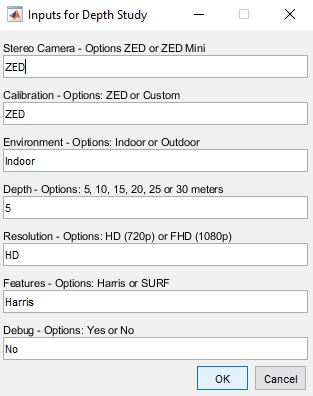 Inputs for Depth Study
Stereo Camera - Options ZED or ZED Mini
ZED
Calibration - Options: ZED or Custom
ZED
Environment - Options: Indoor or Outdoor
Indoor
Depth - Options: 5, 10, 15, 20, 25 or 30 meters
5
Resolution - Options: HD (720p) or FHD (1080p)
HD
Features - Options: Harris or SURF
Harris
Debug - Options: Yes or No
No
OK Cancel